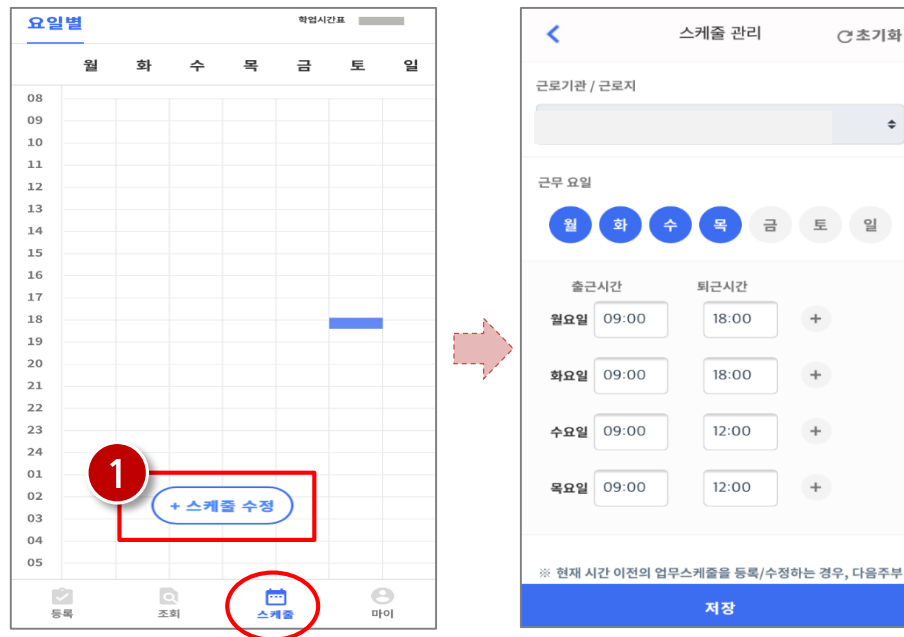 요일별
학업시간표
월 화 수 목 금 토 일
08
09
10
11
12
13
14
15
16
17
18
19
20
21
22
23
24
01
02
03
04
05
1
+ 스케줄 수정
등록 조회 스케줄 마이
스케줄 관리 초기화
근로기관 / 근로지
근무 요일
월 화 수 목 금 토 일
출근시간 퇴근시간
월요일 09:00 18:00 +
화요일 09:00 18:00 +
수요일 09:00 12:00 +
목요일 09:00 12:00 +
※ 현재 시간 이전의 업무스케줄을 등록/수정하는 경우, 다음주부
저장